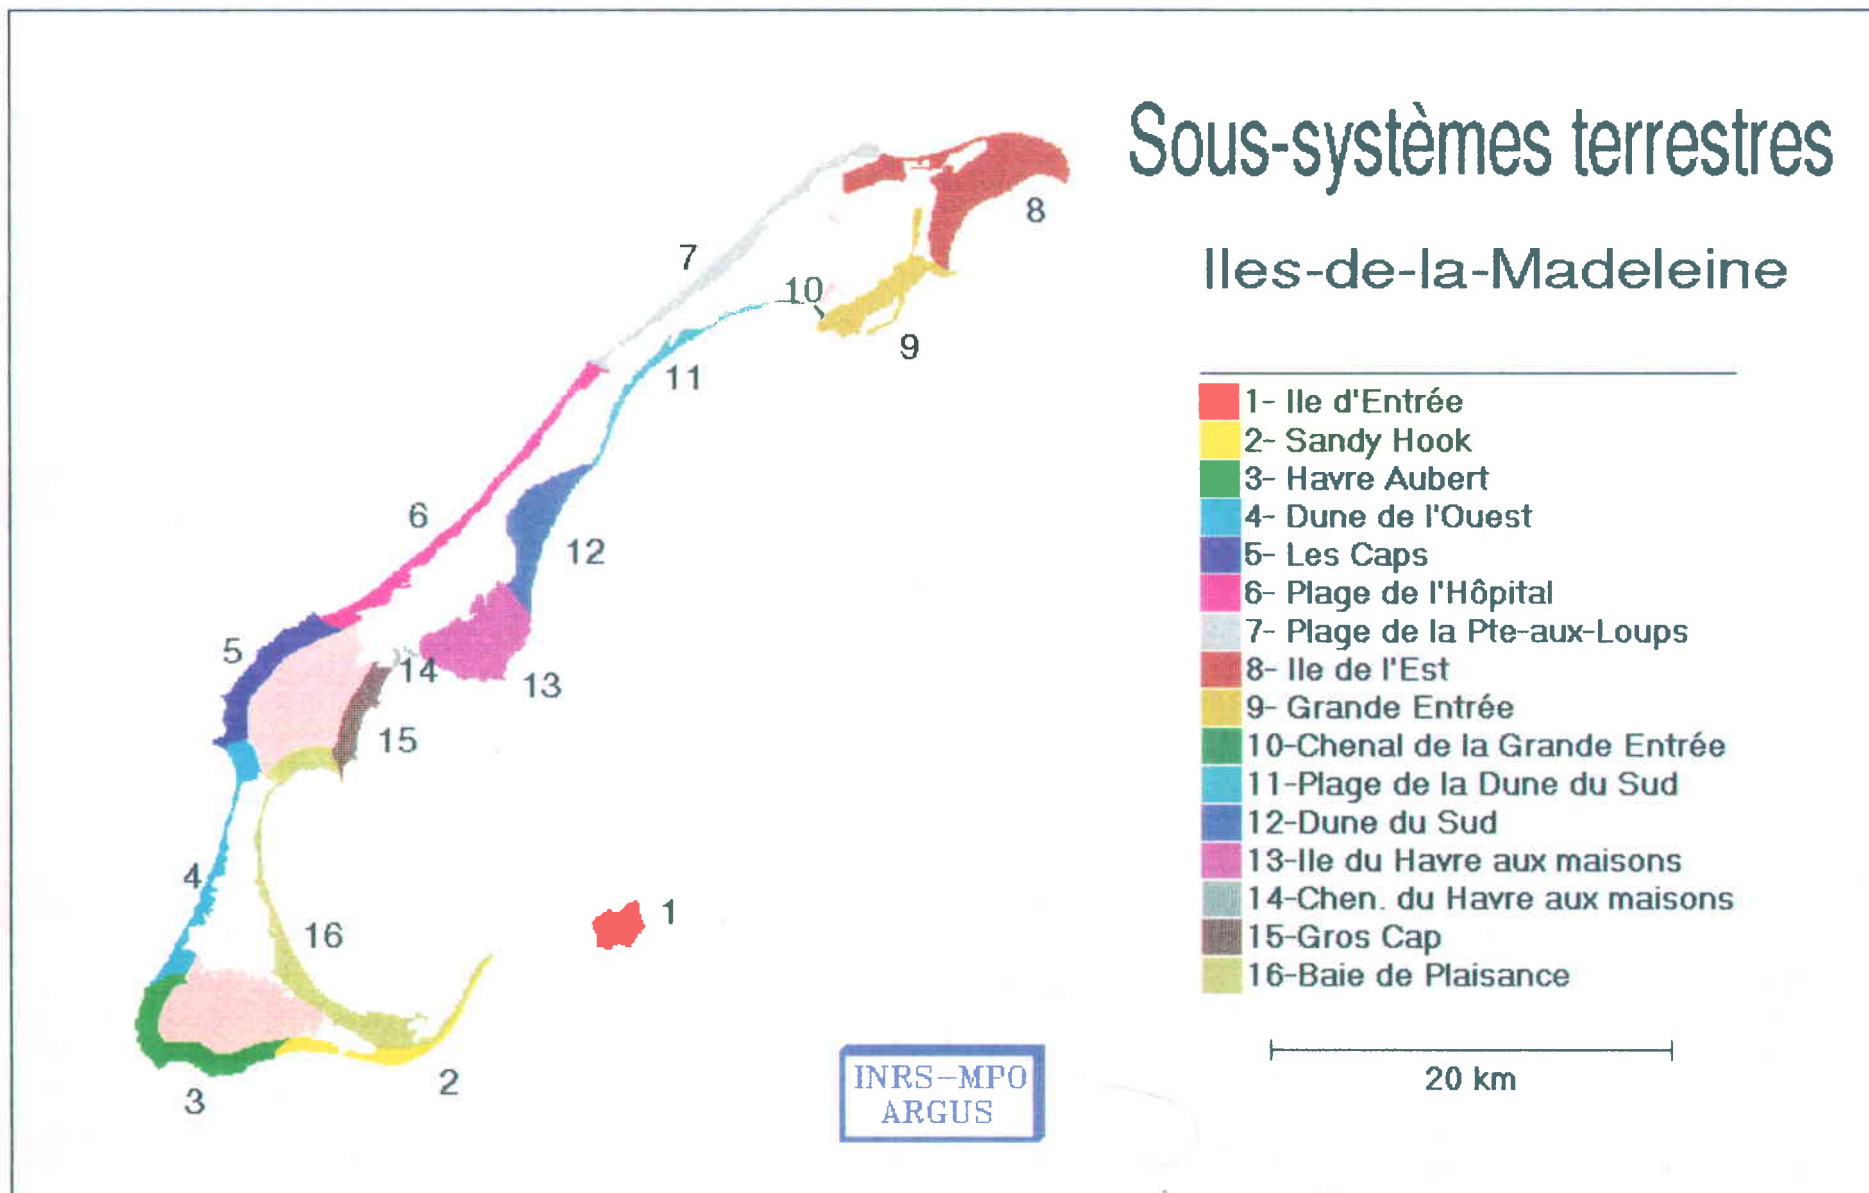 Sous-systèmes terrestres
Iles-de-la-Madeleine
8
7
10
9
11
6
12
5
14
13
15
4
1
16
2
3
1- Ile d'Entrée
2- Sandy Hook
3- Havre Aubert
4- Dune de l'Ouest
5- Les Caps
6- Plage de l'Hôpital
7- Plage de la Pte-aux-Loups
8- Ile de l'Est
9- Grande Entrée
10-Chenal de la Grande Entrée
11-Plage de la Dune du Sud
12-Dune du Sud
13-Ile du Havre aux maisons
14-Chen. du Havre aux maisons
15-Gros Cap
16-Baie de Plaisance
20 km
INRS-MPO
ARGUS